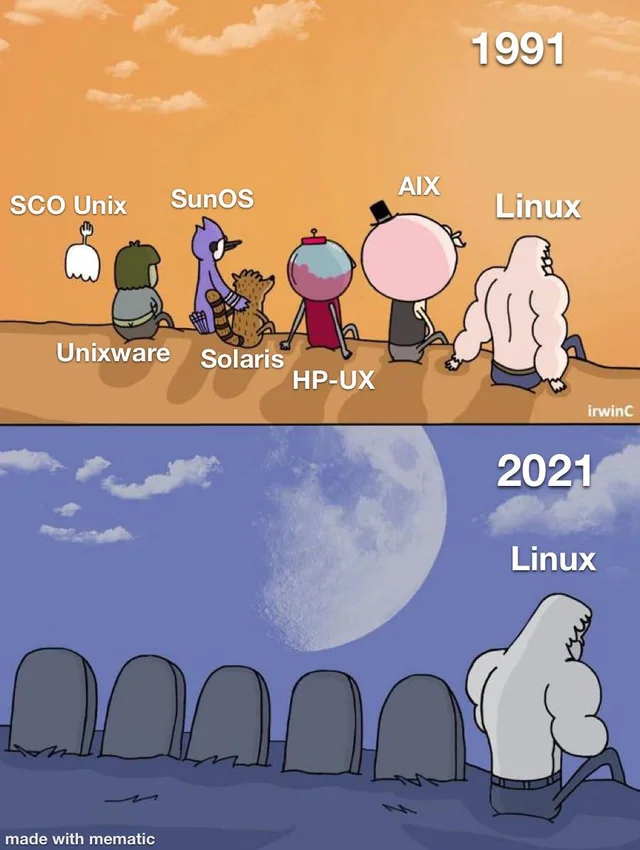 1991
SCO Unix
SunOS
AIX
Linux
Unixware
Solaris
HP-UX
irwinC
2021
Linux
made with mematic